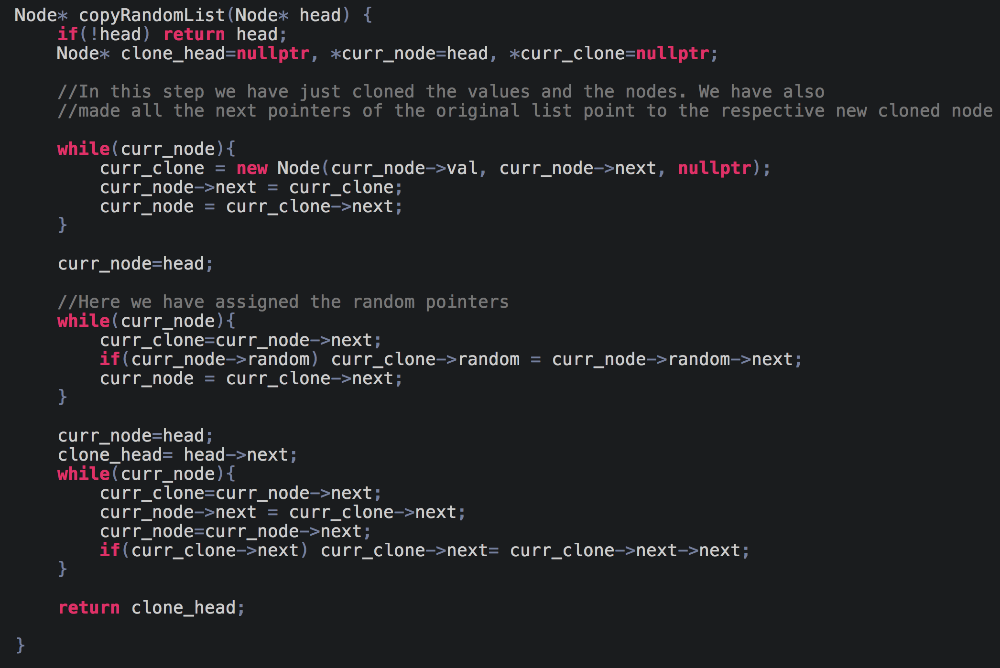 Node* copyRandomList(Node* head) {
if(!head) return head;
Node* clone_head=nullptr, *curr_node=head, *curr_clone=nullptr;
//In this step we have just cloned the values and the nodes. We have also
//made all the next pointers of the original list point to the respective new cloned node
while(curr_node){
curr_clone = new Node(curr_node->val, curr_node->next, nullptr);
curr_node->next = curr_clone;
curr_node = curr_clone->next;
}
curr_node=head;
//Here we have assigned the random pointers
while(curr_node){
curr_clone=curr_node->next;
if(curr_node->random) curr_clone->random = curr_node->random->next;
curr_node = curr_clone->next;
}
curr_node=head;
clone_head= head->next;
while(curr_node){
curr_clone=curr_node->next;
curr_node->next = curr_clone->next;
curr_node=curr_node->next;
if(curr_clone->next) curr_clone->next= curr_clone->next->next;
}
return clone_head;
}